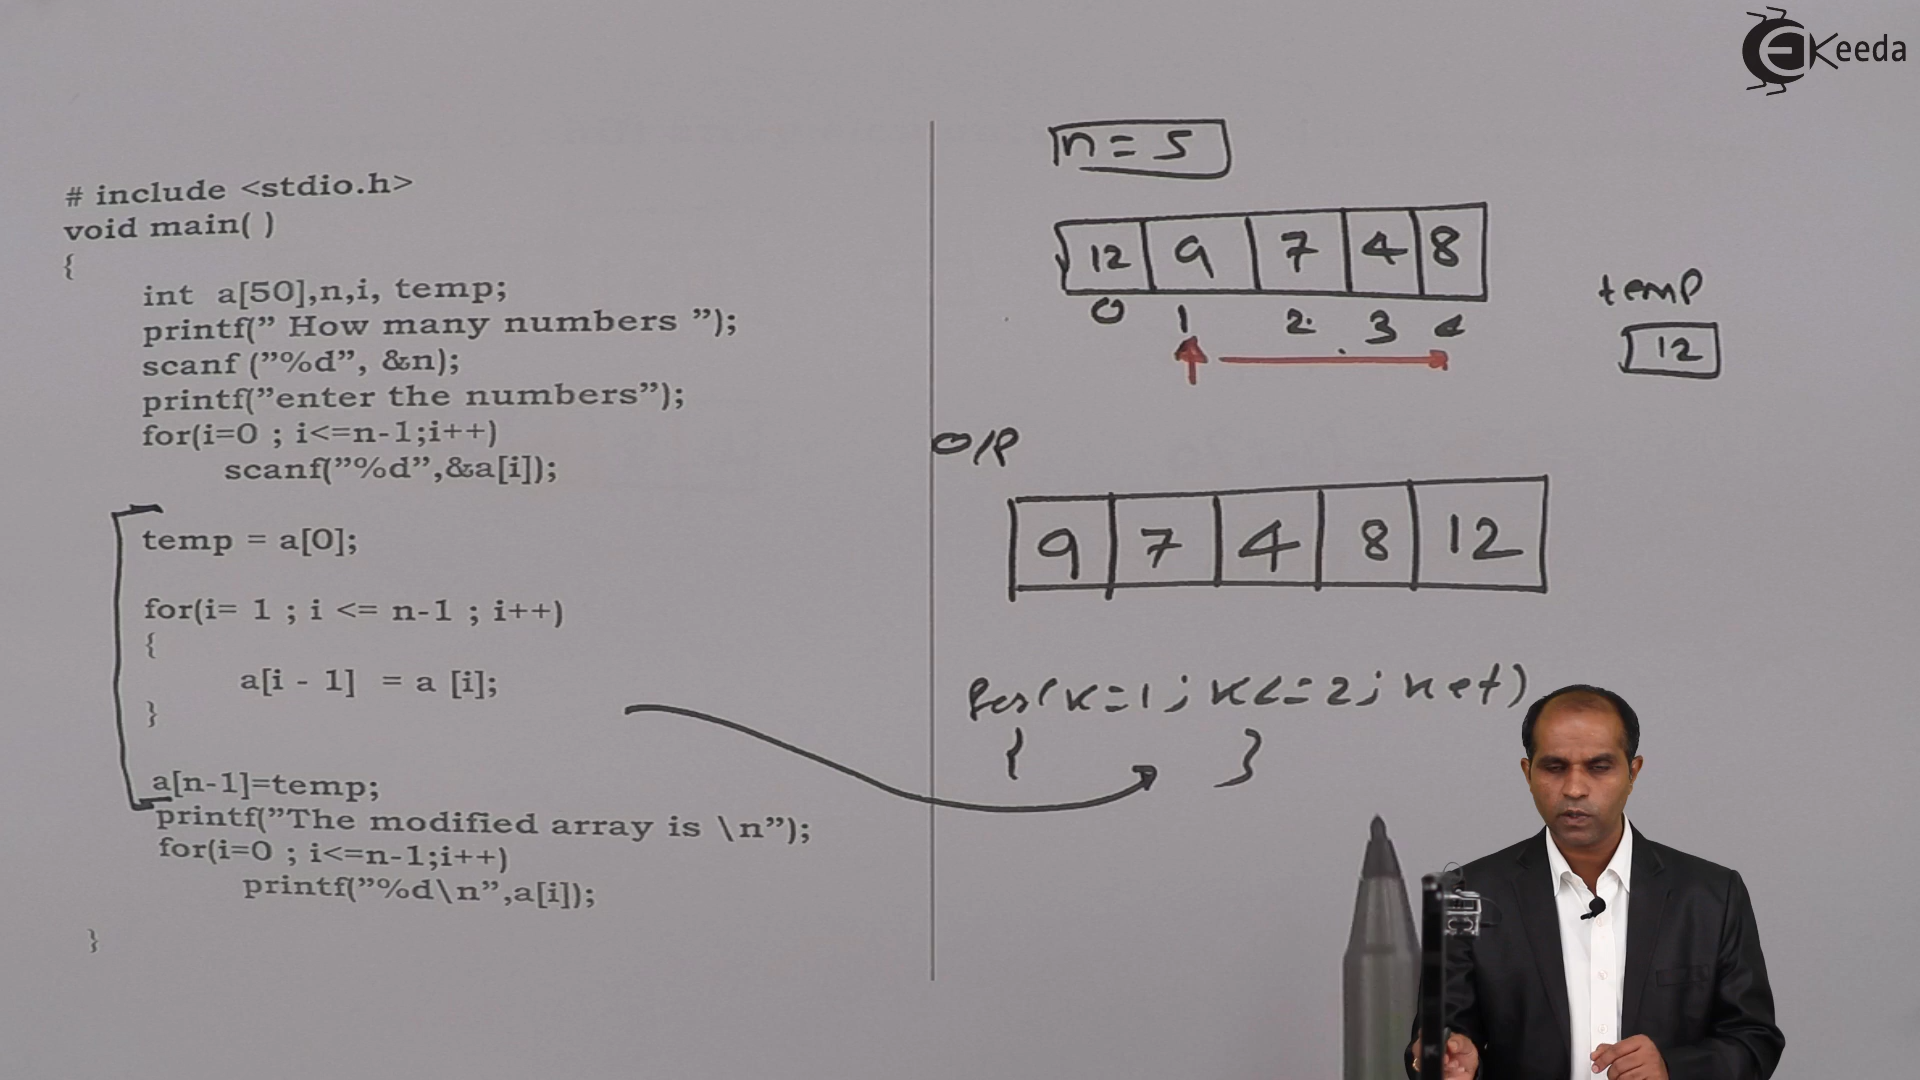 Keeda
# include <stdio.h>
void main( )
{
int a[50],n,i, temp;
printf(” How many numbers ”);
scanf (”%d”, &n);
printf(”enter the numbers”);
for(i=0 ; i<=n-1;i++)
scanf(”%d”,&a[i]);
temp = a[0];
for(i= 1 ; i <= n-1 ; i++)
{
a[i - 1] = a [i];
}
a[n-1]=temp;
printf(”The modified array is \n”);
for(i=0 ; i<=n-1;i++)
printf(”%d\n”,a[i]);
}
n = 5
12 9 7 4 8
0 1 2 3 4
temp
12
O/P
9 7 4 8 12
for(k=1; k<=2; k++)
{ }